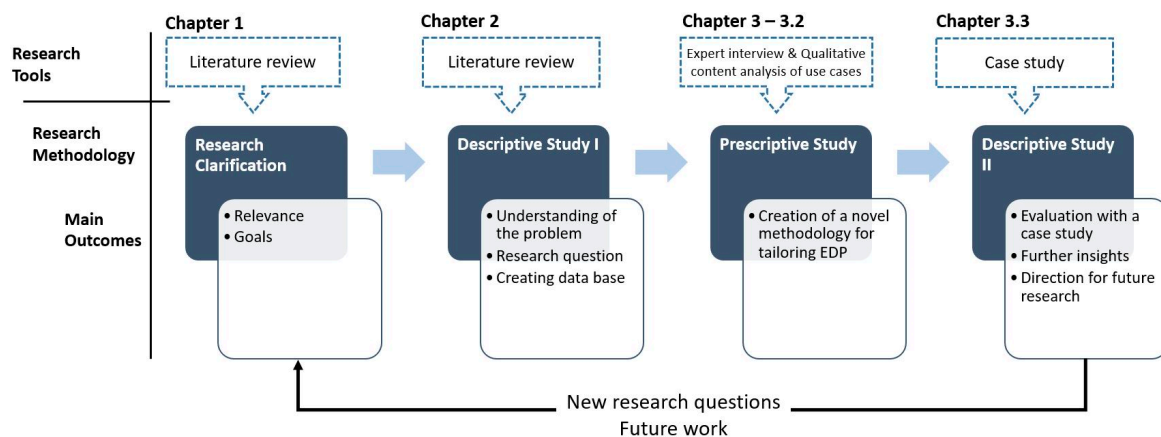 Chapter 1
Chapter 2
Chapter 3 – 3.2
Chapter 3.3
Research
Tools
Literature review
Literature review
Expert interview & Qualitative
content analysis of use cases
Case study
Research
Methodology
Research
Clarification
Descriptive Study I
Prescriptive Study
Descriptive Study
II
Main
Outcomes
• Relevance
• Goals
• Understanding of
the problem
• Research question
• Creating data base
• Creation of a novel
methodology for
tailoring EDP
• Evaluation with a
case study
• Further insights
• Direction for future
research
New research questions
Future work